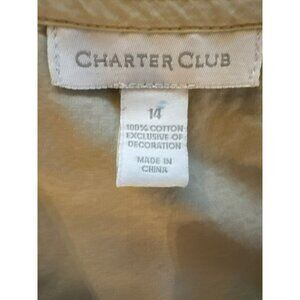 CHARTER CLUB
14
100% COTTON
EXCLUSIVE OF
DECORATION
MADE IN
CHINA